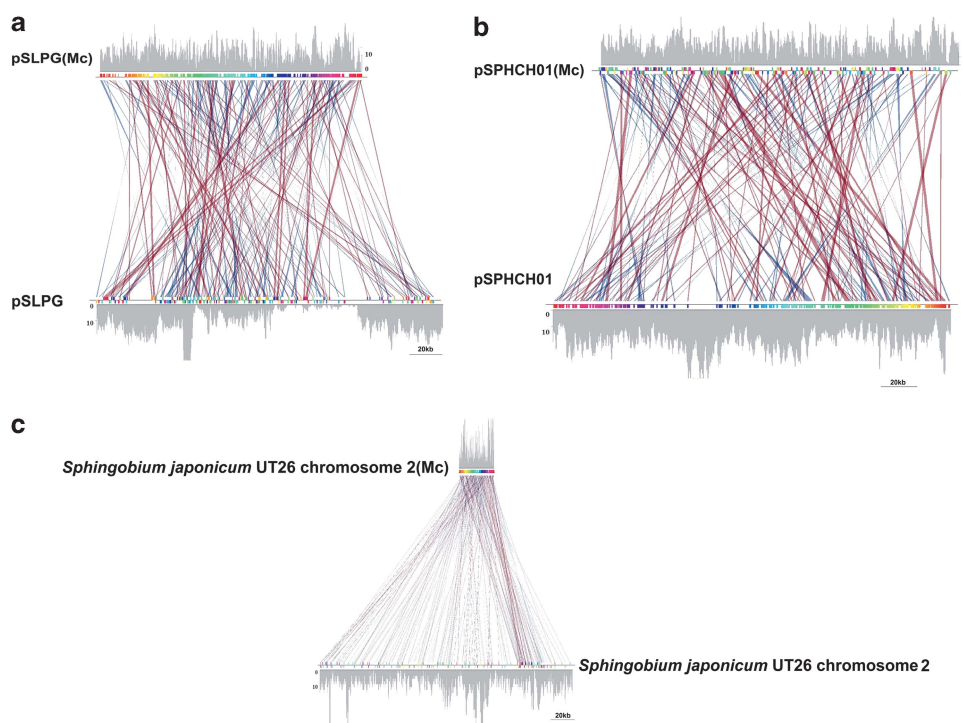 a
pSLPG(Mc)
10
0
pSLPG
0
10
20kb
b
pSPHCH01(Mc)
pSPHCH01
0
10
20kb
c
Sphingobium japonicum UT26 chromosome 2(Mc)
Sphingobium japonicum UT26 chromosome 2
0
10
20kb